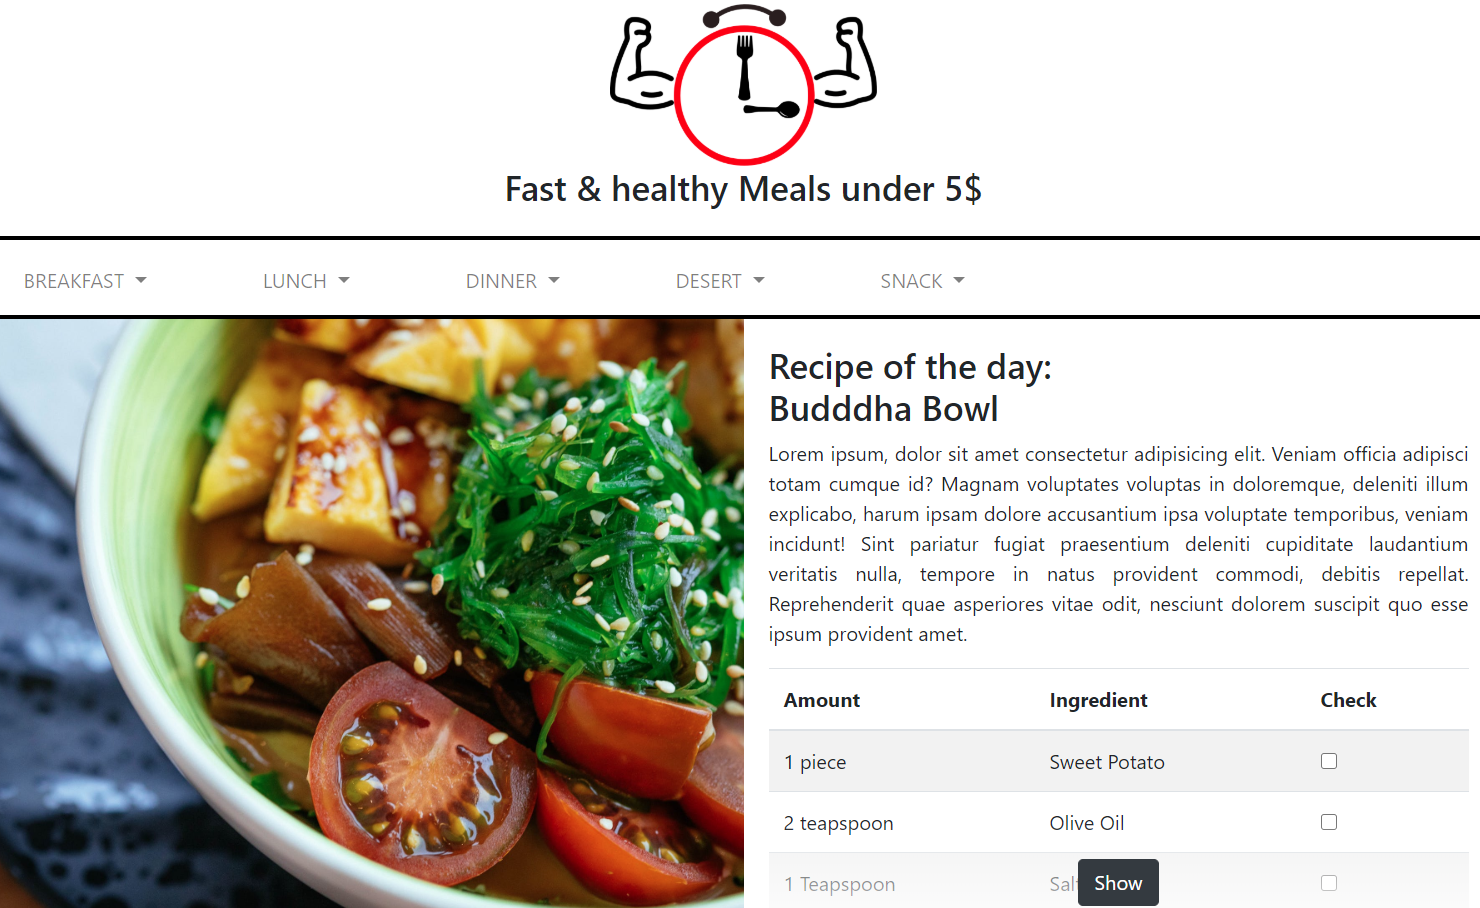 Fast & healthy Meals under 5$
BREAKFAST LUNCH DINNER DESERT SNACK
Recipe of the day:
Budddha Bowl
Lorem ipsum, dolor sit amet consectetur adipisicing elit. Veniam officia adipisci
totam cumque id? Magnam voluptates voluptas in doloremque, deleniti illum
explicabo, harum ipsam dolore accusantium ipsa voluptate temporibus, veniam
incidunt! Sint pariatur fugiat praesentium deleniti cupiditate laudantium
veritatis nulla, tempore in natus provident commodi, debitis repellat.
Reprehenderit quae asperiores vitae odit, nesciunt dolorem suscipit quo esse
ipsum provident amet.
Amount Ingredient Check
1 piece Sweet Potato
2 teapspoon Olive Oil
1 Teapspoon Show